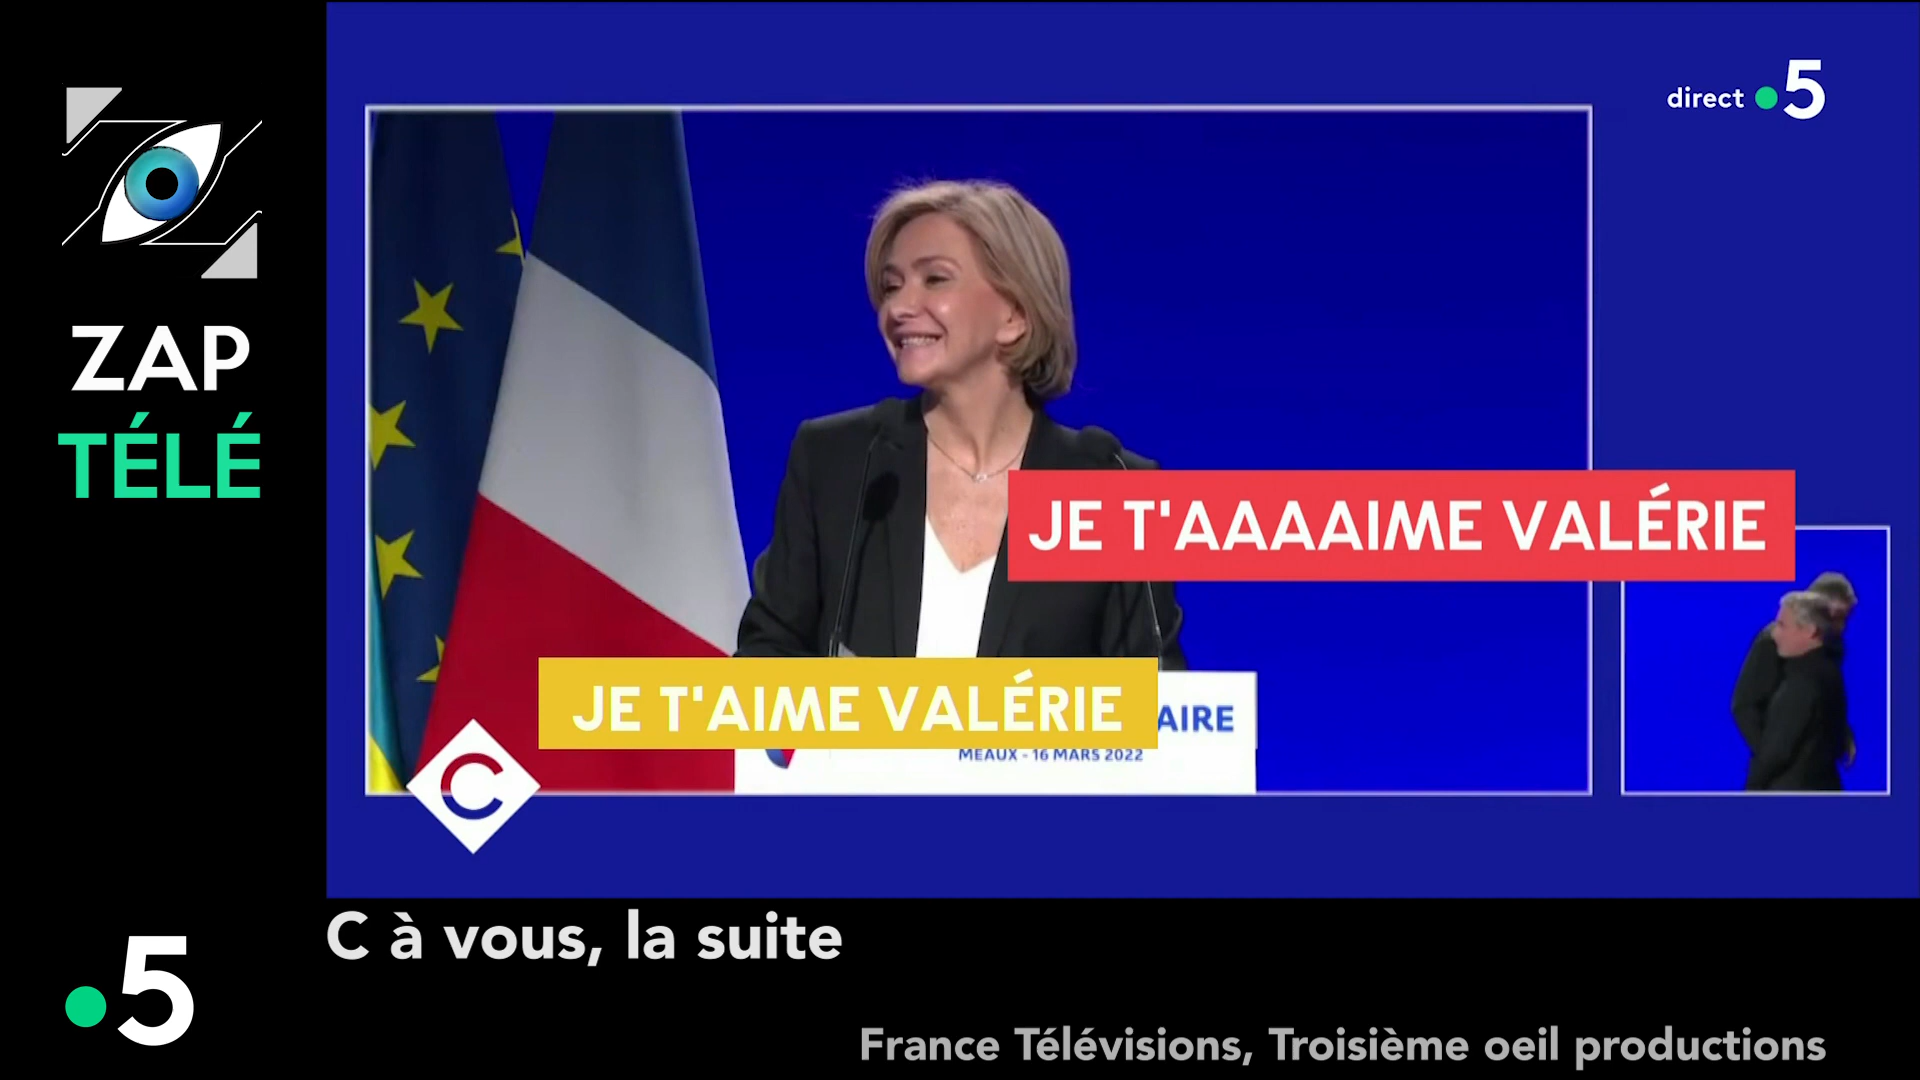 direct 5
ZAP
TÉLÉ
JE T'AAAAIME VALÉRIE
JE T'AIME VALÉRIE
AIRE
MEAUX - 16 MARS 2022
C
C à vous, la suite
5
France Télévisions, Troisième oeil productions